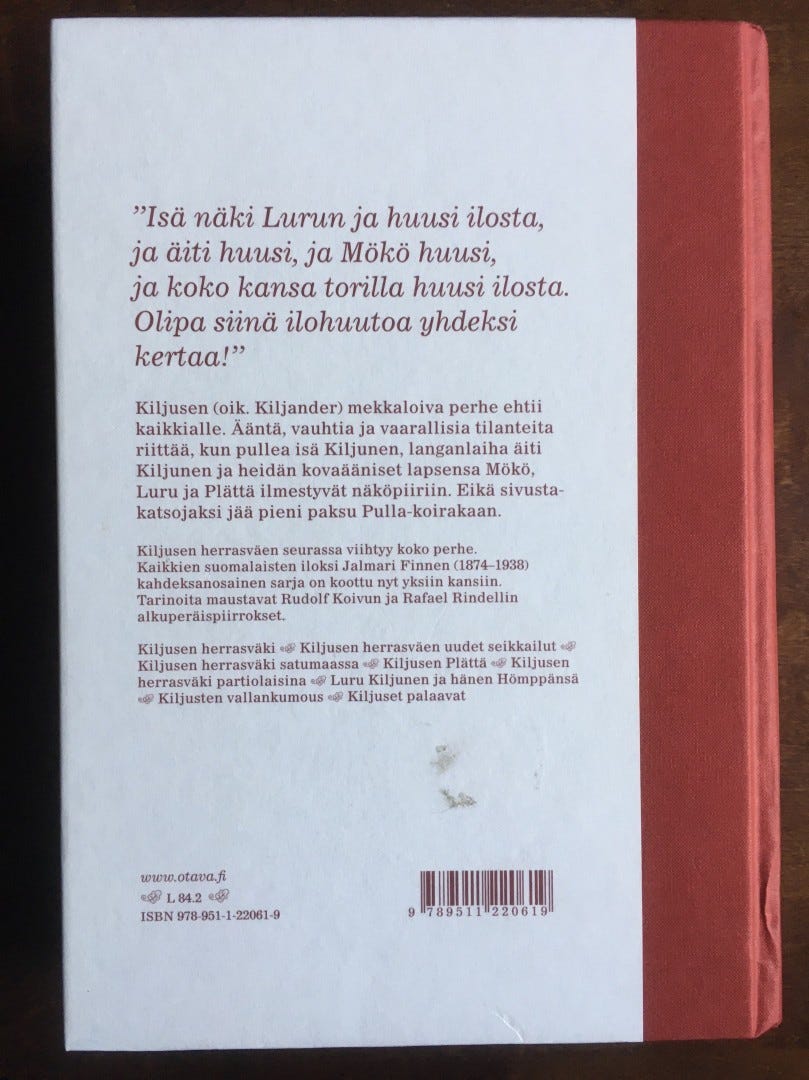 ”Isä näki Lurun ja huusi ilosta,
ja äiti huusi, ja Mökö huusi,
ja koko kansa torilla huusi ilosta.
Olipa siinä ilohuutoa yhdeksi
kertaa!”
Kiljusen (oik. Kiljander) mekkaloiva perhe ehtii
kaikkialle. Ääntä, vauhtia ja vaarallisia tilanteita
riittää, kun pullea isä Kiljunen, langanlaiha äiti
Kiljunen ja heidän kovaääniset lapsensa Mökö,
Luru ja Plättä ilmestyvät näköpiiriin. Eikä sivusta-
katsojaksi jää pieni paksu Pulla-koirakaan.
Kiljusen herrasväen seurassa viihtyy koko perhe.
Kaikkien suomalaisten iloksi Jalmari Finnen (1874–1938)
kahdeksanosainen sarja on koottu nyt yksiin kansiin.
Tarinoita maustavat Rudolf Koivun ja Rafael Rindellin
alkuperäispiirrokset.
Kiljusen herrasväki Kiljusen herrasväen uudet seikkailut
Kiljusen herrasväki satumaassa Kiljusen Plättä Kiljusen
herrasväki partiolaisina Luru Kiljunen ja hänen Hömppänsä
Kiljusten vallankumous Kiljuset palaavat
www.otava.fi
L 84.2
ISBN 978-951-1-22061-9
9 789511 220619